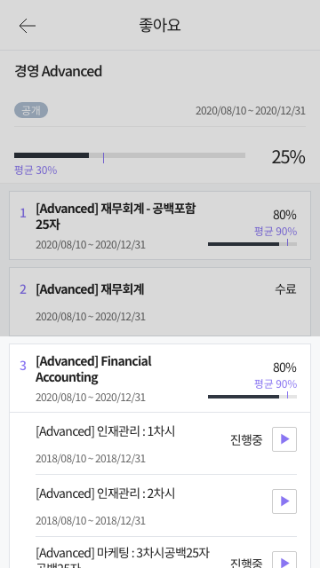 좋아요
경영 Advanced
공개
2020/08/10 ~ 2020/12/31
25%
평균 30%
1
[Advanced] 재무회계 - 공백포함
25자
80%
평균 90%
2020/08/10 ~ 2020/12/31
2
[Advanced] 재무회계
수료
2020/08/10 ~ 2020/12/31
3
[Advanced] Financial
Accounting
80%
평균 90%
2020/08/10 ~ 2020/12/31
[Advanced] 인재관리 : 1차시
진행중
2018/08/10 ~ 2018/12/31
[Advanced] 인재관리 : 2차시
2018/08/10 ~ 2018/12/31
[Advanced] 마케팅 : 3차시공백25자
공백25자
진행중